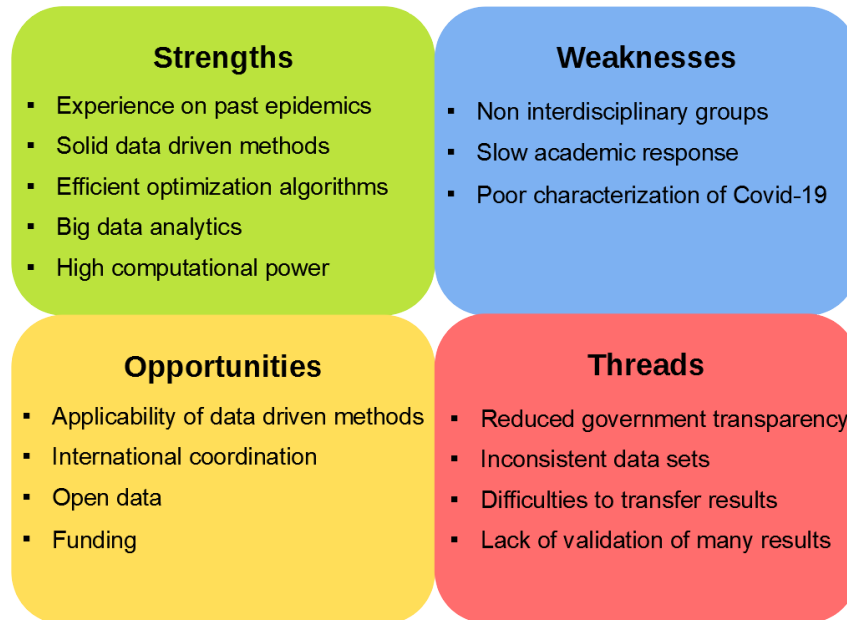 Strengths
▪ Experience on past epidemics
▪ Solid data driven methods
▪ Efficient optimization algorithms
▪ Big data analytics
▪ High computational power
Weaknesses
▪ Non interdisciplinary groups
▪ Slow academic response
▪ Poor characterization of Covid-19
Opportunities
▪ Applicability of data driven methods
▪ International coordination
▪ Open data
▪ Funding
Threads
▪ Reduced government transparency
▪ Inconsistent data sets
▪ Difficulties to transfer results
▪ Lack of validation of many results